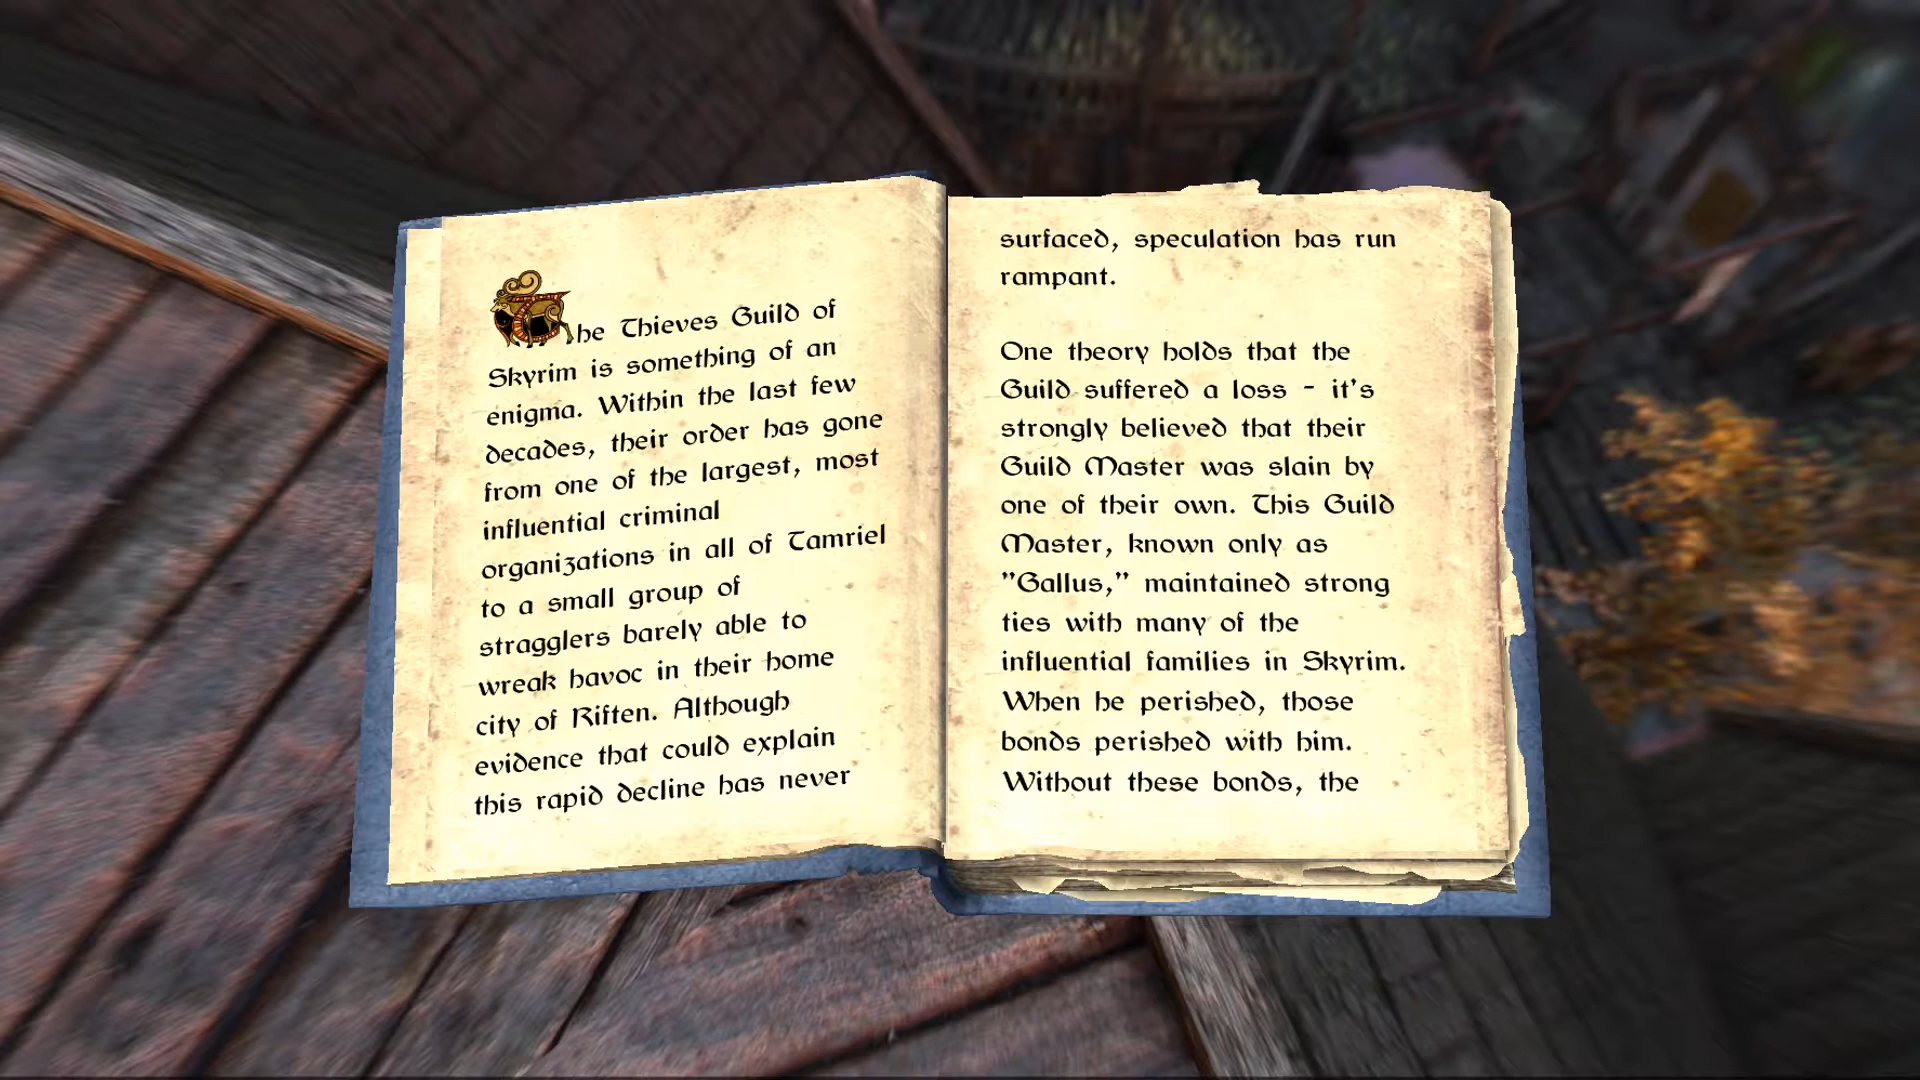 The Thieves Guild of
Skyrim is something of an
enigma. Within the last few
decades, their order has gone
from one of the largest, most
influential criminal
organizations in all of Tamriel
to a small group of
stragglers barely able to
wreak havoc in their home
city of Riften. Although
evidence that could explain
this rapid decline has never
surfaced, speculation has run
rampant.
One theory holds that the
Guild suffered a loss - it's
strongly believed that their
Guild Master was slain by
one of their own. This Guild
Master, known only as
"Gallus," maintained strong
ties with many of the
influential families in Skyrim.
When he perished, those
bonds perished with him.
Without these bonds, the